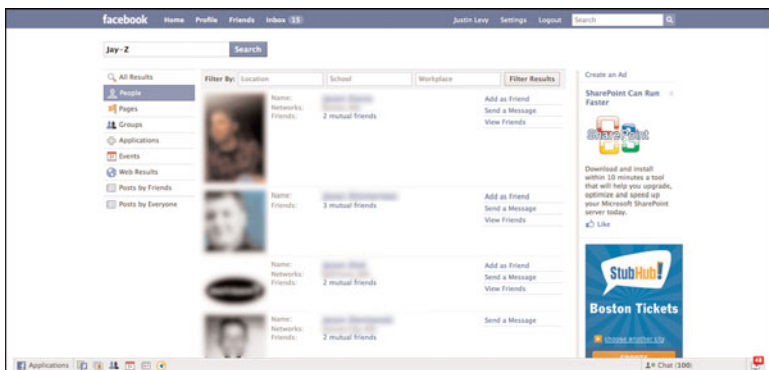 facebook Home Profile Friends Inbox 15 Justin Levy Settings Logout Search
Jay-Z Search
All Results
People
Pages
Groups
Applications
Events
Web Results
Posts by Friends
Posts by Everyone
Filter By: Location School Workplace Filter Results
Name:
Networks:
Friends: 2 mutual friends
Add as Friend
Send a Message
View Friends
Name:
Friends: 3 mutual friends
Add as Friend
Send a Message
View Friends
Name:
Networks:
Friends: 2 mutual friends
Add as Friend
Send a Message
View Friends
Name:
Networks:
Friends: 2 mutual friends
Send a Message
Create an Ad
SharePoint Can Run
Faster
SharePoint
Download and install
within 10 minutes a tool
that will help you upgrade,
optimize and speed up
your Microsoft SharePoint
server today.
Like
StubHub!
Boston Tickets
choose another city
Applications Chat (100)